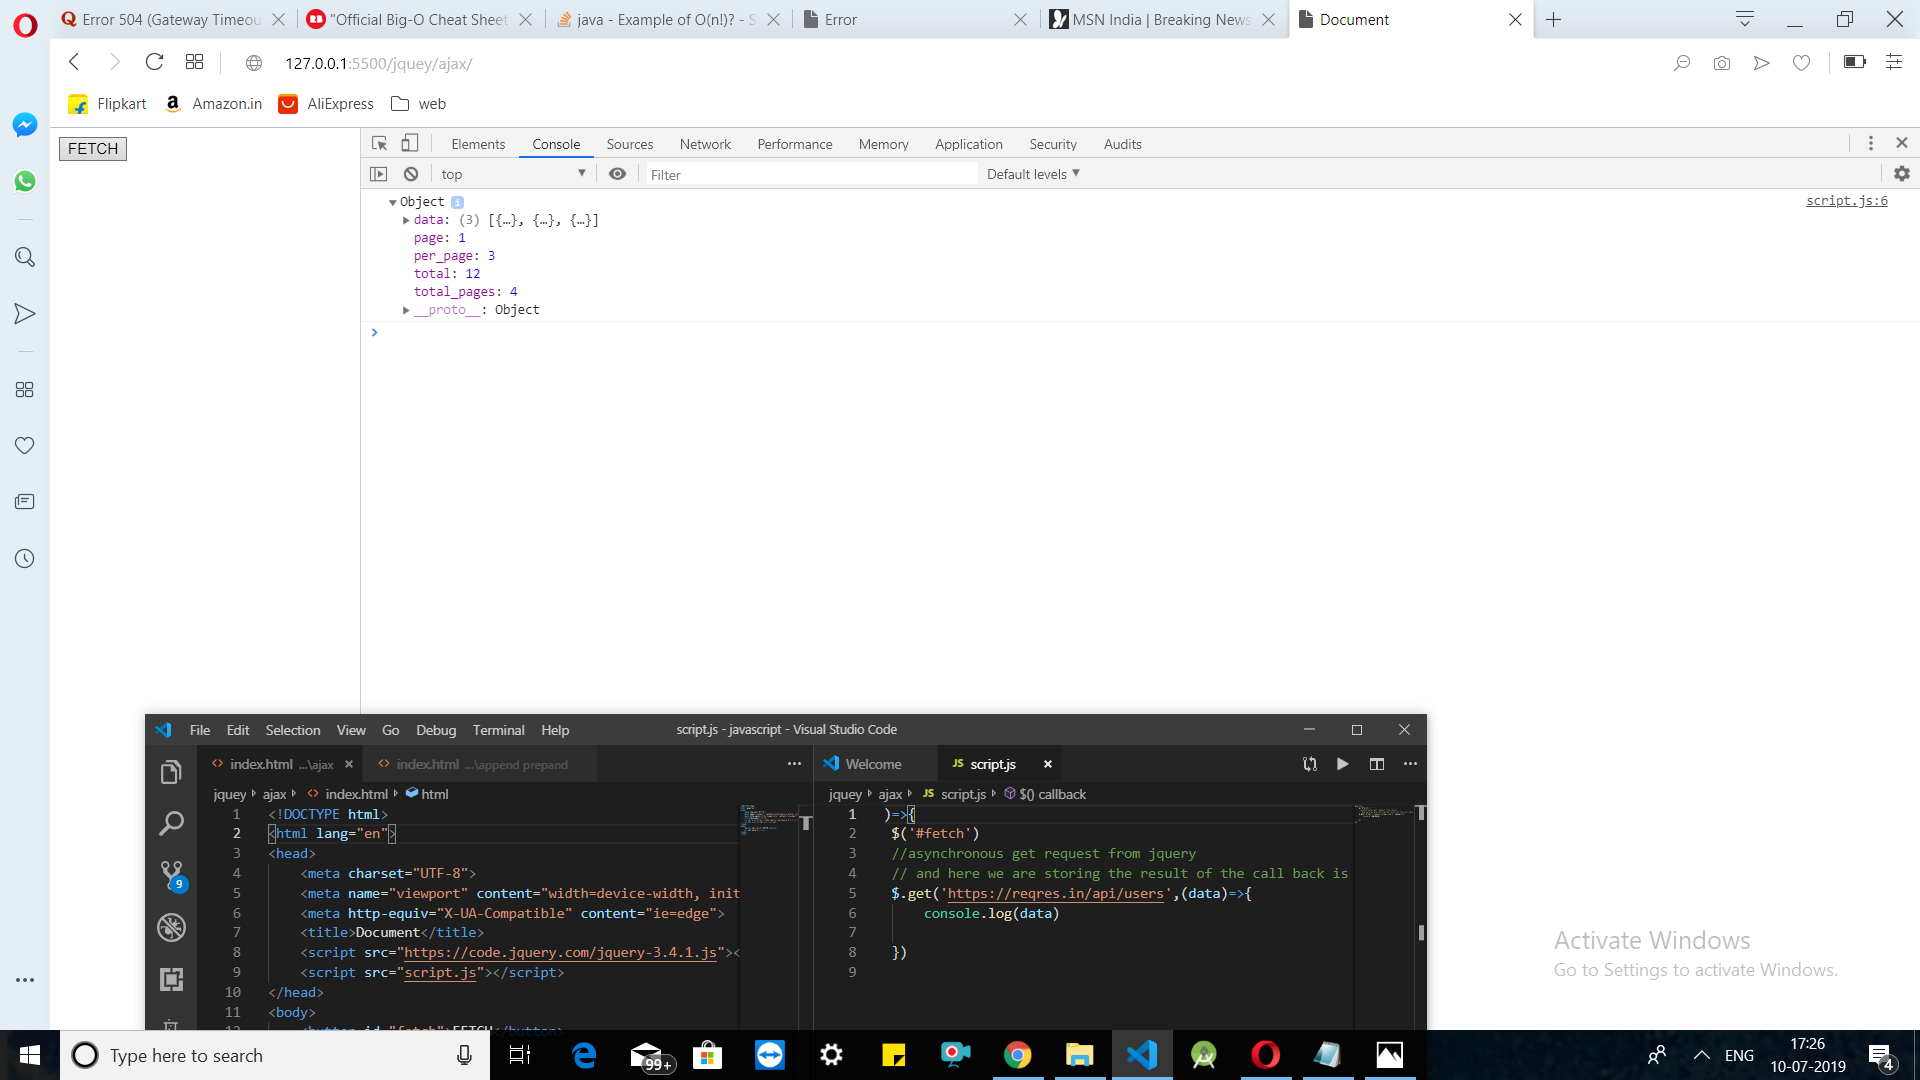 Error 504 (Gateway Timeou
"Official Big-O Cheat Sheet
java - Example of O(n!)? - S
Error
MSN India | Breaking News
Document
127.0.0.1:5500/jquey/ajax/
Flipkart
Amazon.in
AliExpress
web
FETCH
Elements
Console
Sources
Network
Performance
Memory
Application
Security
Audits
top
Filter
Default levels
Object
script.js:6
data: (3) [{…}, {…}, {…}]
page: 1
per_page: 3
total: 12
total_pages: 4
__proto__: Object
File Edit Selection View Go Debug Terminal Help
script.js - javascript - Visual Studio Code
index.html ...\ajax
index.html ...\append prepand
Welcome
JS script.js
jquey ajax index.html html
jquey ajax JS script.js $() callback
1 <!DOCTYPE html>
2 <html lang="en">
3 <head>
4 <meta charset="UTF-8">
5 <meta name="viewport" content="width=device-width, init
6 <meta http-equiv="X-UA-Compatible" content="ie=edge">
7 <title>Document</title>
8 <script src="https://code.jquery.com/jquery-3.4.1.js"><
9 <script src="script.js"></script>
10 </head>
11 <body>
12 <button id="fetch">FETCH</button>
1 )=>{
2 $('#fetch')
3 //asynchronous get request from jquery
4 // and here we are storing the result of the call back is
5 $.get('https://reqres.in/api/users',(data)=>{
6 console.log(data)
7
8 })
9
9
Activate Windows
Go to Settings to activate Windows.
Type here to search
99+
ENG
17:26
10-07-2019
4